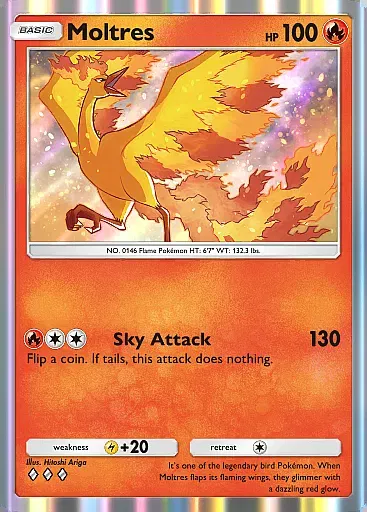 BASIC Moltres HP 100
NO. 0146 Flame Pokémon HT: 6'7" WT: 132.3 lbs.
Sky Attack 130
Flip a coin. If tails, this attack does nothing.
weakness +20 retreat
Illus. Hitoshi Ariga
It's one of the legendary bird Pokémon. When
Moltres flaps its flaming wings, they glimmer with
a dazzling red glow.